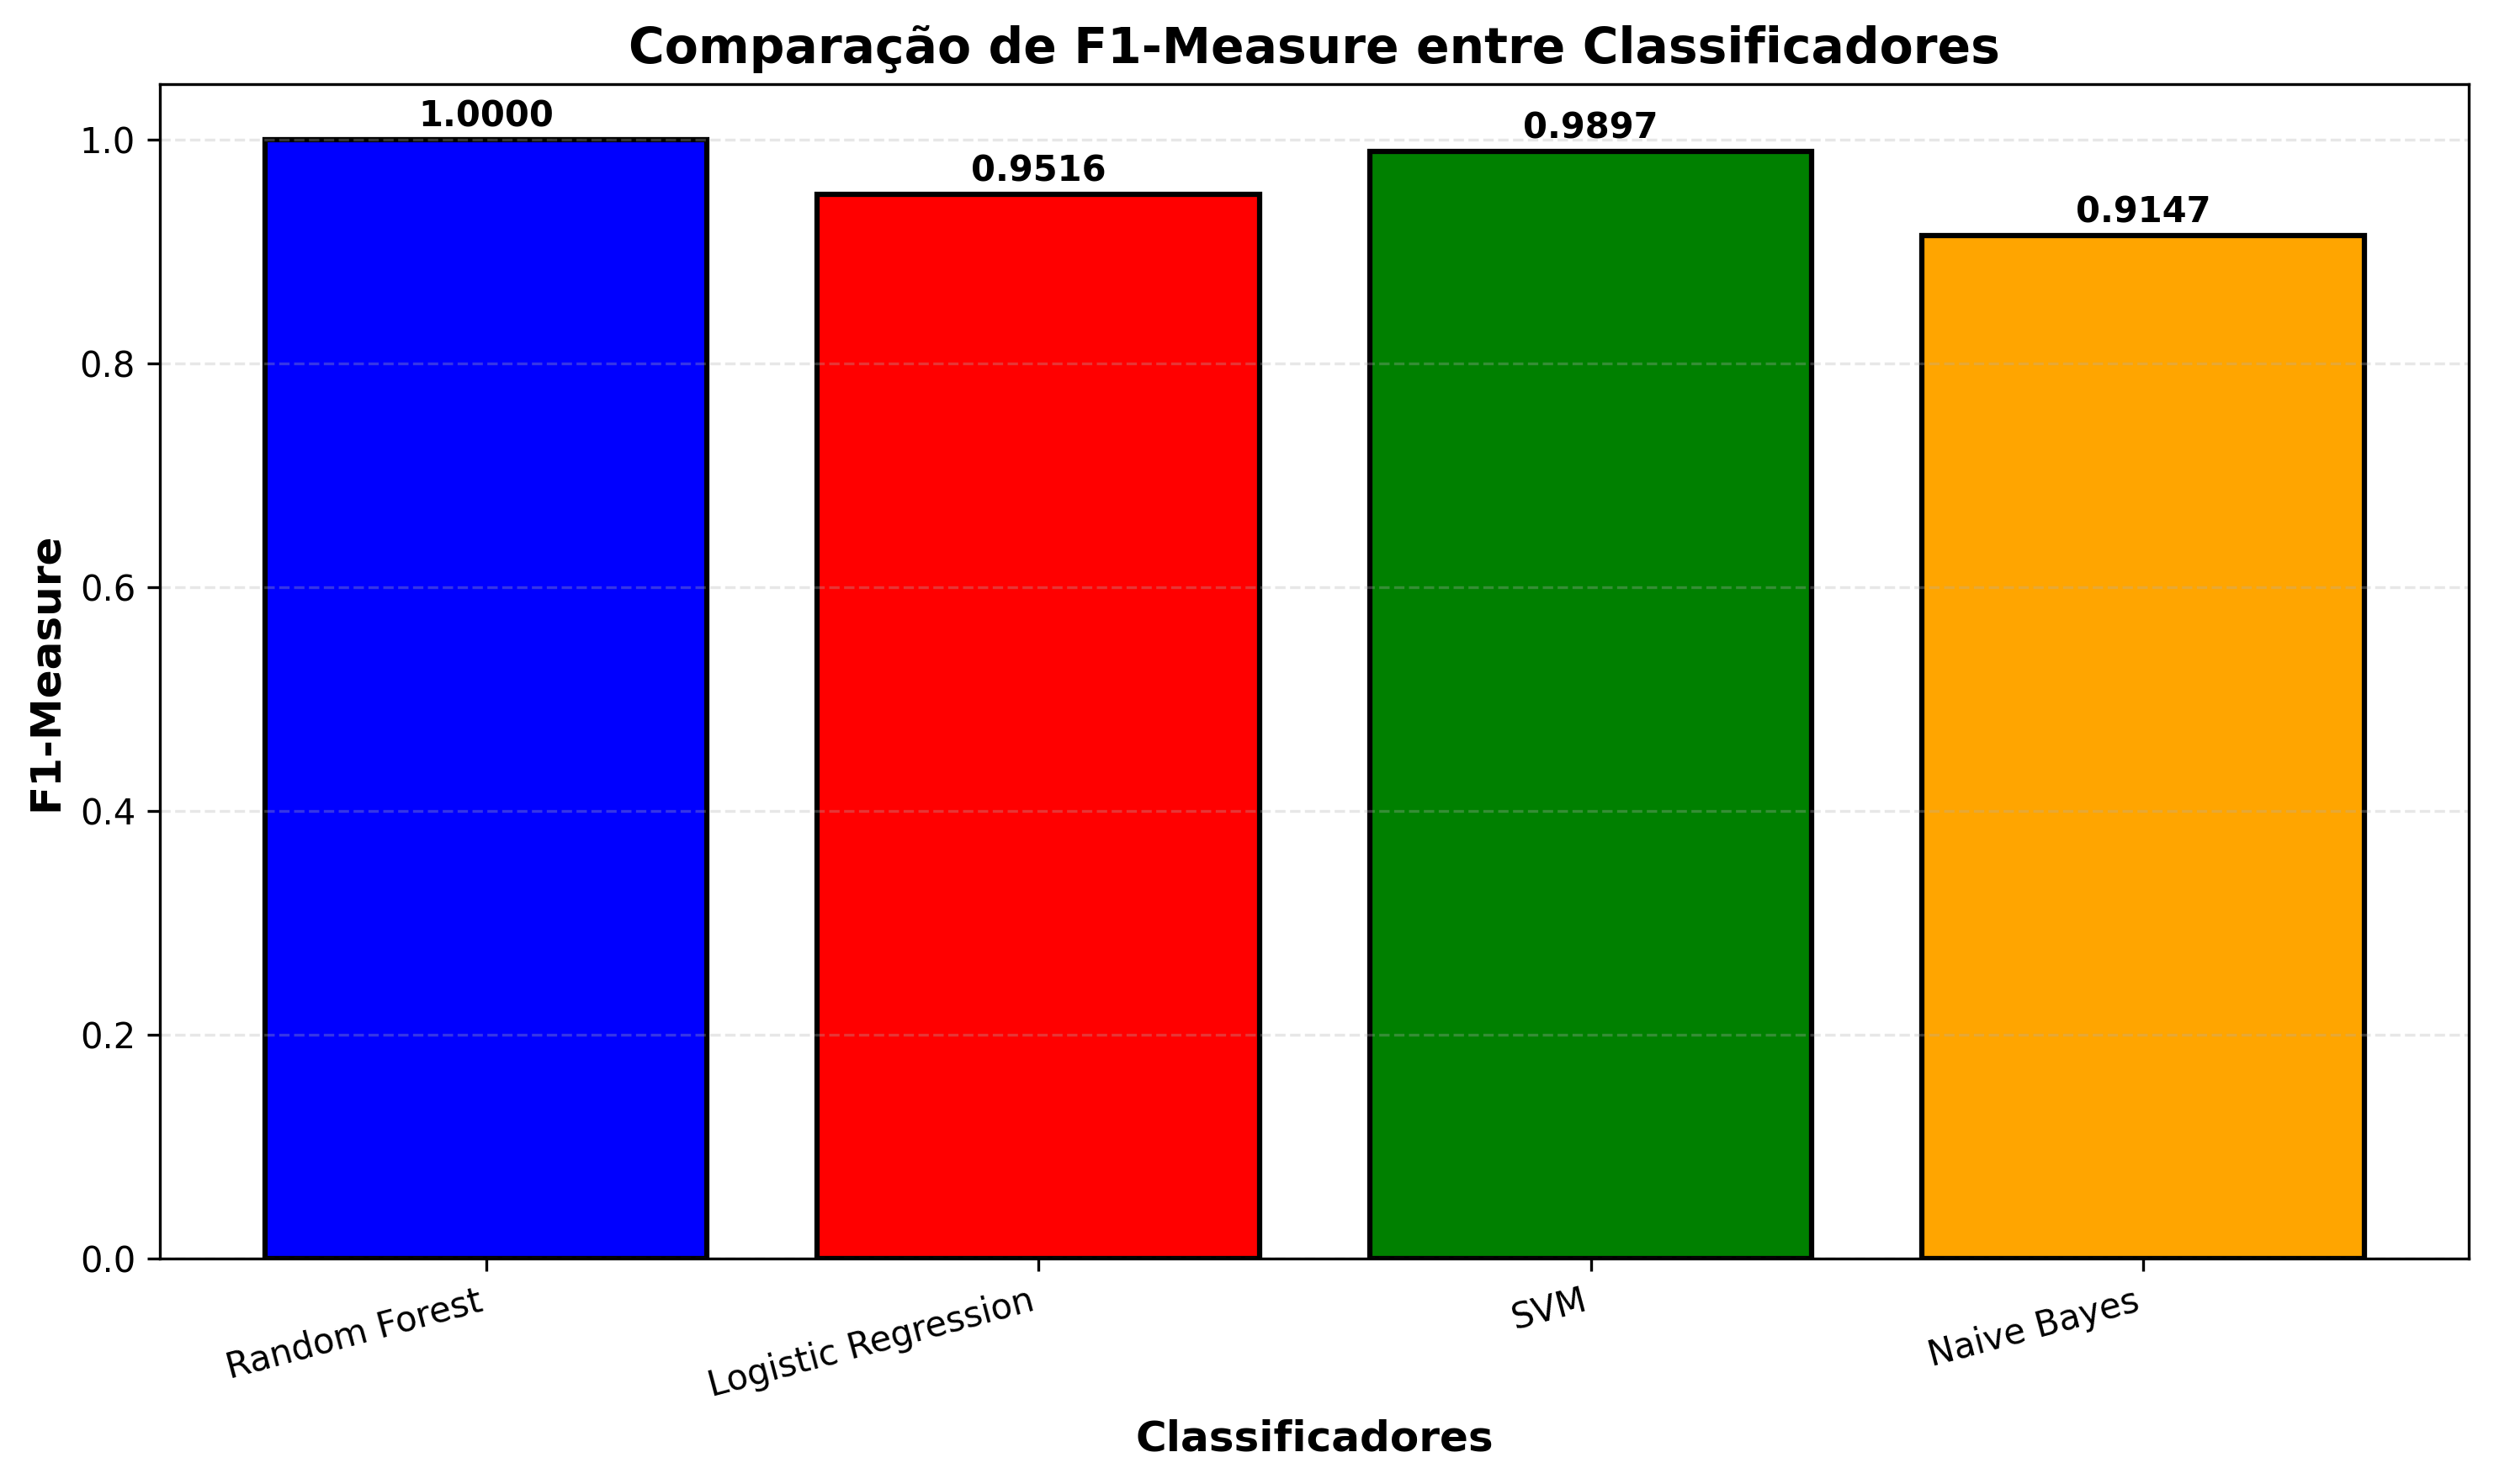 Comparação de F1-Measure entre Classificadores
1.0000
0.9516
0.9897
0.9147
F1-Measure
1.0
0.8
0.6
0.4
0.2
0.0
Random Forest
Logistic Regression
SVM
Naive Bayes
Classificadores